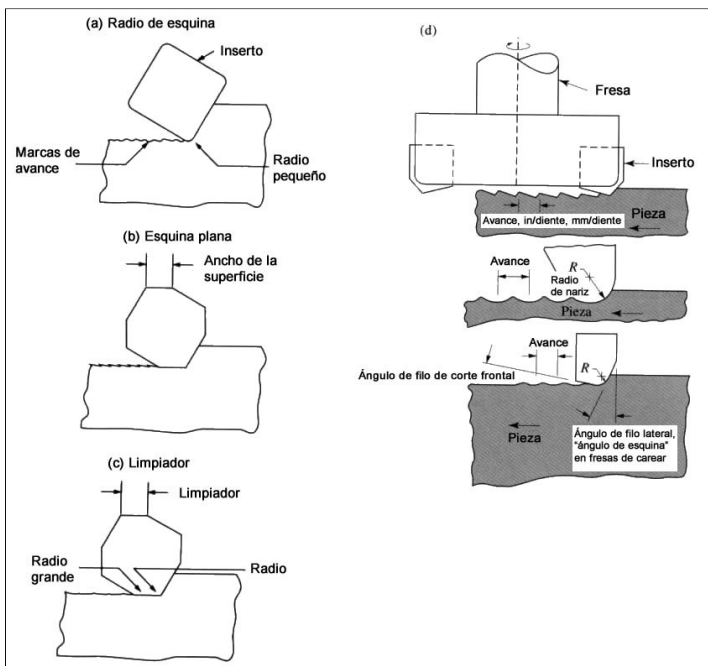 (a) Radio de esquina
Inserto
Marcas de
avance
Radio
pequeño
(b) Esquina plana
Ancho de la
superficie
(c) Limpiador
Limpiador
Radio
grande
Radio
(d)
Fresa
Inserto
Avance, in/diente, mm/diente
Pieza
Avance
R
Radio
de nariz
Pieza
Avance
Ángulo de filo de corte frontal
R
Pieza
Ángulo de filo lateral,
"ángulo de esquina"
en fresas de carear